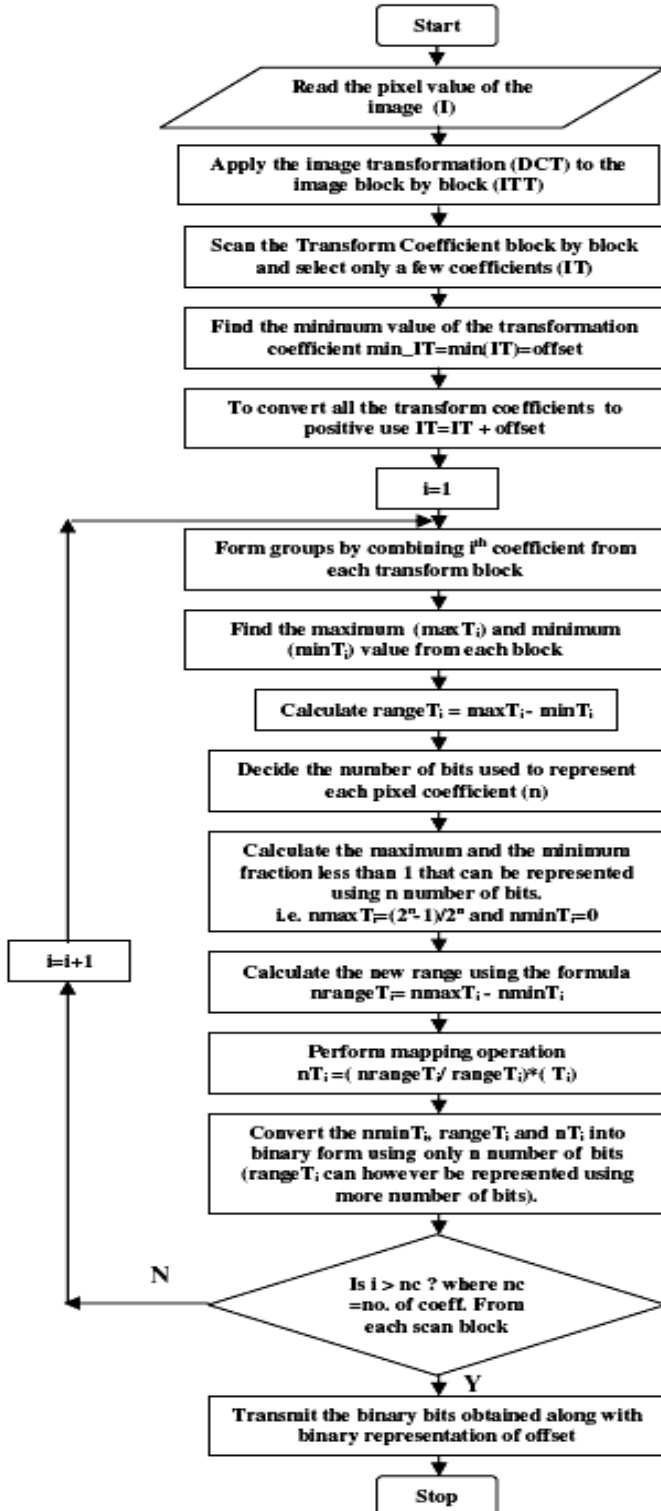 Start
Read the pixel value of the
image (I)
Apply the image transformation (DCT) to the
image block by block (ITT)
Scan the Transform Coefficient block by block
and select only a few coefficients (IT)
Find the minimum value of the transformation
coefficient min_IT=min(IT)=offset
To convert all the transform coefficients to
positive use IT=IT + offset
i=1
Form groups by combining iᵗʰ coefficient from
each transform block
Find the maximum (maxTᵢ) and minimum
(minTᵢ) value from each block
Calculate rangeTᵢ = maxTᵢ - minTᵢ
Decide the number of bits used to represent
each pixel coefficient (n)
Calculate the maximum and the minimum
fraction less than 1 that can be represented
using n number of bits.
i.e. nmaxTᵢ=(2ⁿ-1)/2ⁿ and nminTᵢ=0
i=i+1
Calculate the new range using the formula
nrangeTᵢ= nmaxTᵢ - nminTᵢ
Perform mapping operation
nTᵢ =( nrangeTᵢ/ rangeTᵢ)*( Tᵢ)
Convert the nminTᵢ, rangeTᵢ and nTᵢ into
binary form using only n number of bits
(rangeTᵢ can however be represented using
more number of bits).
N
Is i > nc ? where nc
=no. of coeff. From
each scan block
Y
Transmit the binary bits obtained along with
binary representation of offset
Stop